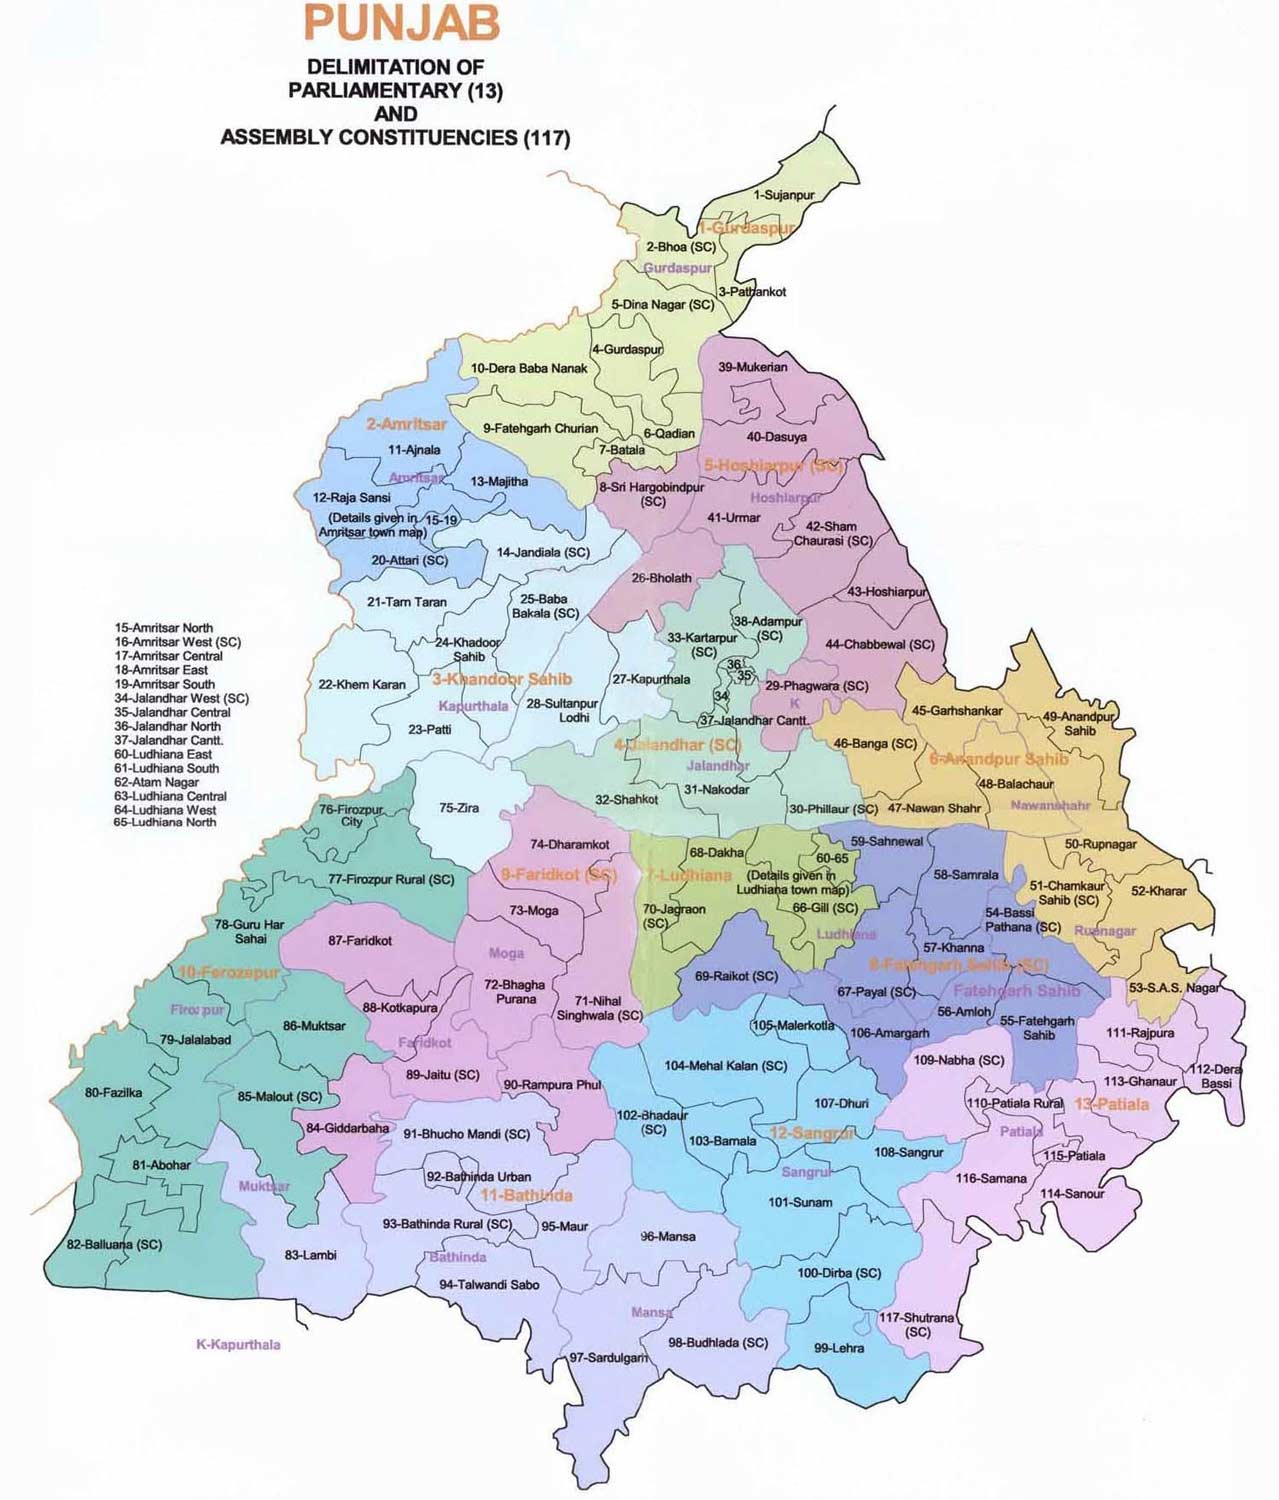 PUNJAB
DELIMITATION OF
PARLIAMENTARY (13)
AND
ASSEMBLY CONSTITUENCIES (117)
1-Sujanpur
1-Gurdaspur
2-Bhoa (SC)
Gurdaspur
3-Pathankot
5-Dina Nagar (SC)
4-Gurdaspur
10-Dera Baba Nanak
39-Mukerian
2-Amritsar
9-Fatehgarh Churian
6-Qadian
40-Dasuya
11-Ajnala
7-Batala
5-Hoshiarpur (SC)
Amritsar
13-Majitha
8-Sri Hargobindpur
(SC)
Hoshiarpur
12-Raja Sansi
(Details given in
Amritsar town map)
15-19
41-Urmar
42-Sham
Chaurasi (SC)
20-Attari (SC)
14-Jandiala (SC)
26-Bholath
43-Hoshiarpur
21-Tarn Taran
25-Baba
Bakala (SC)
38-Adampur
(SC)
33-Kartarpur
(SC)
44-Chabbewal (SC)
24-Khadoor
Sahib
36
35
34
22-Khem Karan
3-Khandoor Sahib
27-Kapurthala
29-Phagwara (SC)
K
Kapurthala
28-Sultanpur
Lodhi
37-Jalandhar Cantt.
45-Garhshankar
49-Anandpur
Sahib
23-Patti
4-Jalandhar (SC)
46-Banga (SC)
6-Anandpur Sahib
Jalandhar
48-Balachaur
31-Nakodar
32-Shahkot
30-Phillaur (SC)
47-Nawan Shahr
Nawanshahr
15-Amritsar North
16-Amritsar West (SC)
17-Amritsar Central
18-Amritsar East
19-Amritsar South
34-Jalandhar West (SC)
35-Jalandhar Central
36-Jalandhar North
37-Jalandhar Cantt.
60-Ludhiana East
61-Ludhiana South
62-Atam Nagar
63-Ludhiana Central
64-Ludhiana West
65-Ludhiana North
76-Firozpur
City
75-Zira
74-Dharamkot
68-Dakha
60-65
59-Sahnewal
50-Rupnagar
77-Firozpur Rural (SC)
9-Faridkot (SC)
7-Ludhiana
(Details given in
Ludhiana town map)
58-Samrala
51-Chamkaur
Sahib (SC)
52-Kharar
73-Moga
70-Jagraon
(SC)
66-Gill (SC)
54-Bassi
Pathana (SC)
78-Guru Har
Sahai
87-Faridkot
Ludhiana
Rupnagar
Moga
57-Khanna
10-Ferozepur
69-Raikot (SC)
8-Fatehgarh Sahib (SC)
72-Bhagha
Purana
67-Payal (SC)
Fatehgarh Sahib
53-S.A.S. Nagar
Firozpur
88-Kotkapura
71-Nihal
Singhwala (SC)
56-Amloh
86-Muktsar
105-Malerkotla
106-Amargarh
55-Fatehgarh
Sahib
111-Rajpura
79-Jalalabad
Faridkot
104-Mehal Kalan (SC)
109-Nabha (SC)
112-Dera
Bassi
89-Jaitu (SC)
90-Rampura Phul
113-Ghanaur
80-Fazilka
85-Malout (SC)
107-Dhuri
110-Patiala Rural
13-Patiala
84-Giddarbaha
91-Bhucho Mandi (SC)
102-Bhadaur
(SC)
103-Barnala
12-Sangrur
Patiala
81-Abohar
108-Sangrur
115-Patiala
92-Bathinda Urban
Sangrur
116-Samana
Muktsar
11-Bathinda
101-Sunam
114-Sanour
93-Bathinda Rural (SC)
95-Maur
96-Mansa
82-Balluana (SC)
83-Lambi
Bathinda
100-Dirba (SC)
94-Talwandi Sabo
Mansa
117-Shutrana
(SC)
98-Budhlada (SC)
99-Lehra
97-Sardulgarh
K-Kapurthala